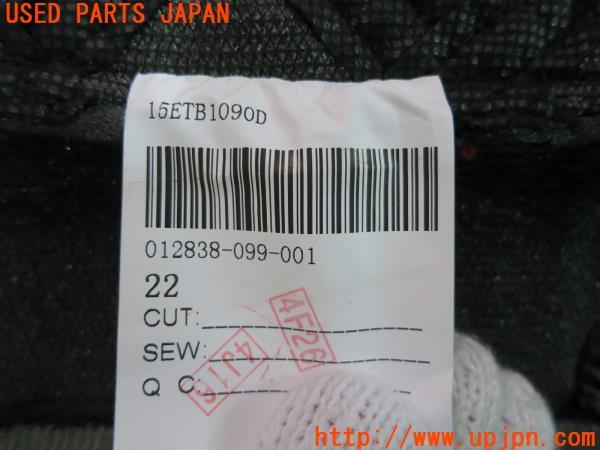 USED PARTS JAPAN
15ETB1090D
012838-099-001
22
CUT:
4F26
SEW:
Q C:
http://www.upjpn.com/